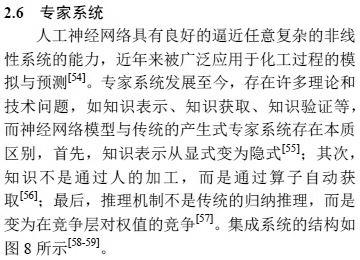 2.6 专家系统
人工神经网络具有良好的逼近任意复杂的非线
性系统的能力，近年来被广泛应用于化工过程的模
拟与预测[54]。专家系统发展至今，存在许多理论和
技术问题，如知识表示、知识获取、知识验证等，
而神经网络模型与传统的产生式专家系统存在本质
区别，首先，知识表示从显式变为隐式[55]；其次，
知识不是通过人的加工，而是通过算子自动获
取[56]；最后，推理机制不是传统的归纳推理，而是
变为在竞争层对权值的竞争[57]。集成系统的结构如
图 8 所示[58-59]。